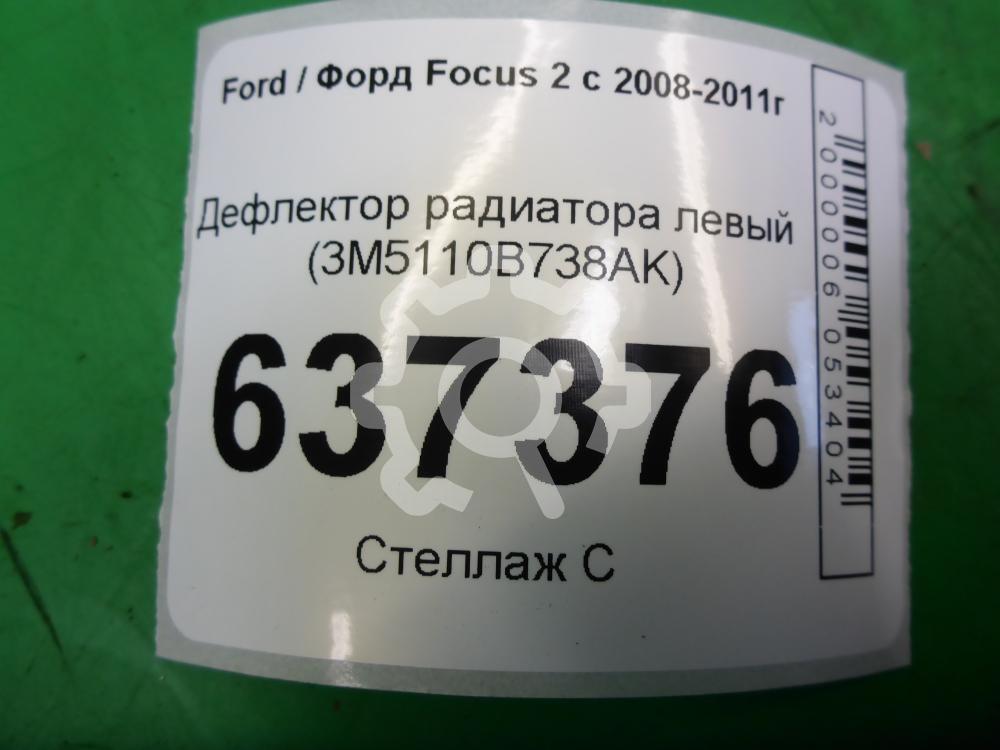 Ford / Форд Focus 2 с 2008-2011г
Дефлектор радиатора левый
(3M5110B738AK)
637376
Стеллаж С
2000006053404